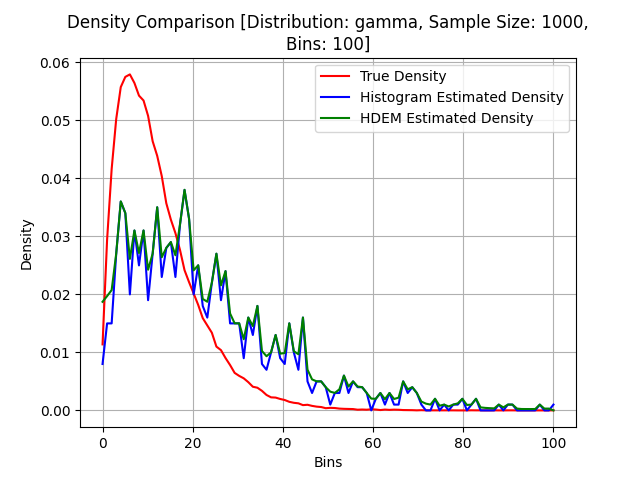 Density Comparison [Distribution: gamma, Sample Size: 1000,
Bins: 100]
True Density
Histogram Estimated Density
HDEM Estimated Density
Density
0.06
0.05
0.04
0.03
0.02
0.01
0.00
0 20 40 60 80 100
Bins